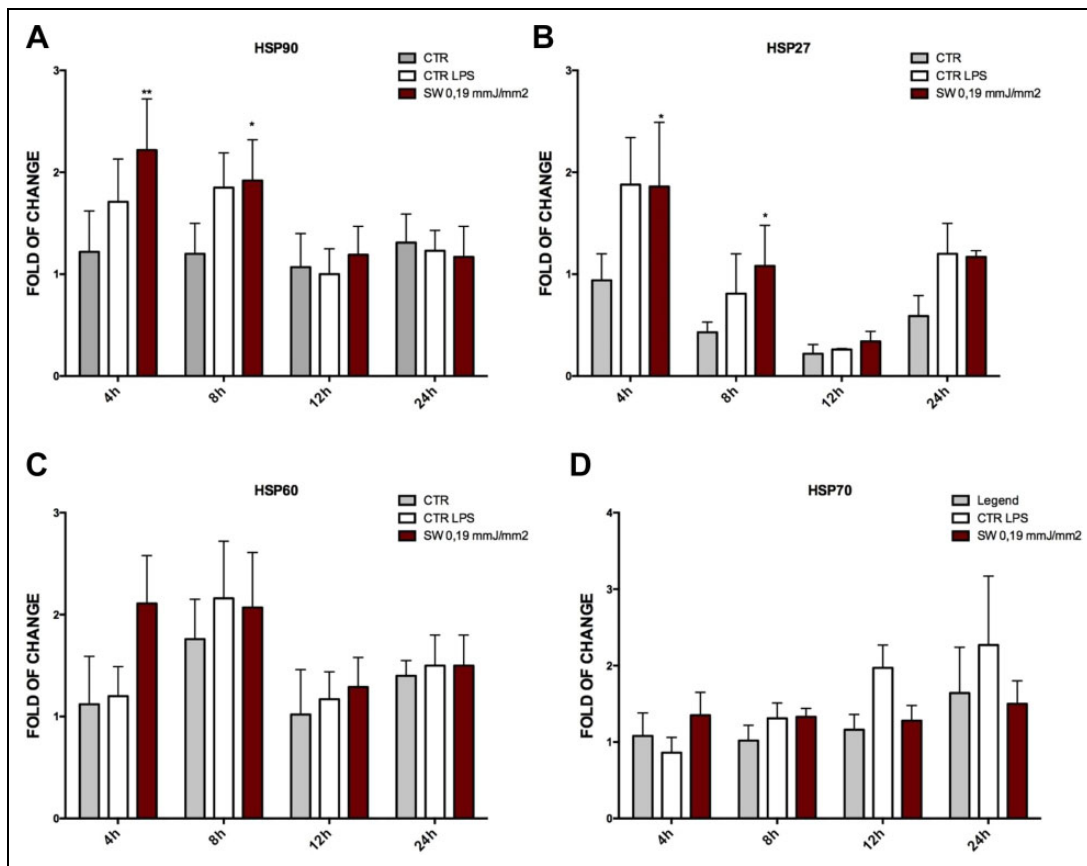 A
HSP90
CTR
CTR LPS
SW 0,19 mmJ/mm2
FOLD OF CHANGE
3
2
1
0
**
*
4h
8h
12h
24h
B
HSP27
CTR
CTR LPS
SW 0,19 mmJ/mm2
FOLD OF CHANGE
3
2
1
0
*
*
4h
8h
12h
24h
C
HSP60
CTR
CTR LPS
SW 0,19 mmJ/mm2
FOLD OF CHANGE
3
2
1
0
4h
8h
12h
24h
D
HSP70
Legend
CTR LPS
SW 0,19 mmJ/mm2
FOLD OF CHANGE
4
3
2
1
0
4h
8h
12h
24h